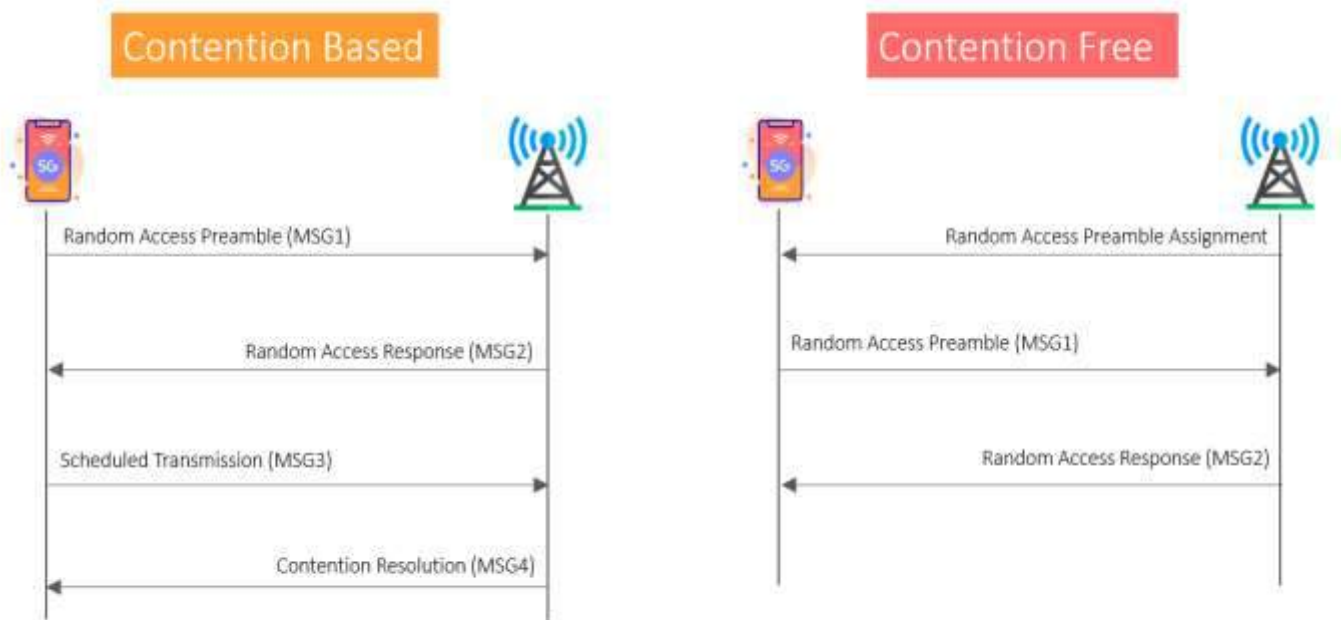 Contention Based
Contention Free
5G
5G
Random Access Preamble (MSG1)
Random Access Response (MSG2)
Scheduled Transmission (MSG3)
Contention Resolution (MSG4)
Random Access Preamble Assignment
Random Access Preamble (MSG1)
Random Access Response (MSG2)